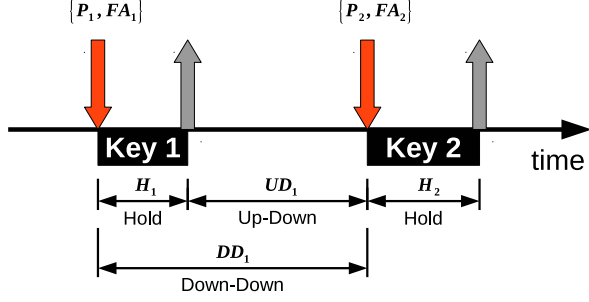 {P₁, FA₁} {P₂, FA₂}
Key 1 Key 2
time
H₁ UD₁ H₂
Hold Up-Down Hold
DD₁
Down-Down